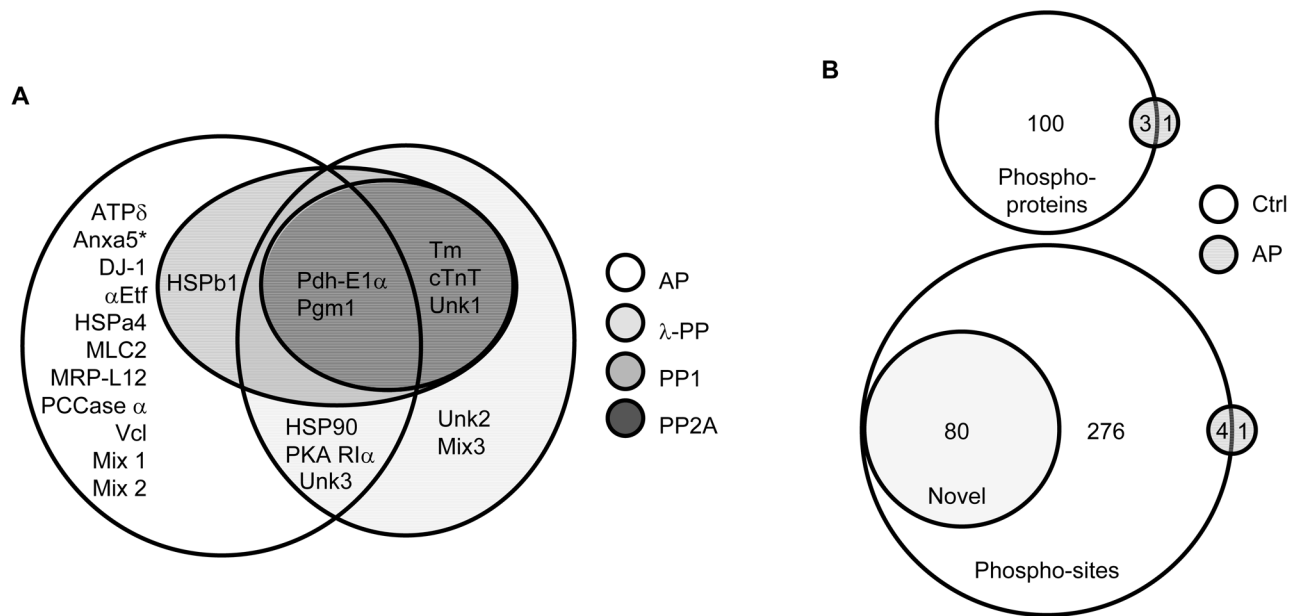 A
ATPδ
Anxa5*
DJ-1
αEtf
HSPa4
MLC2
MRP-L12
PCCase α
Vcl
Mix 1
Mix 2
HSPb1
Pdh-E1α
Pgm1
Tm
cTnT
Unk1
HSP90
PKA RIα
Unk3
Unk2
Mix3
AP
λ-PP
PP1
PP2A
B
100
3 1
Phospho-
proteins
Ctrl
AP
80
276
4 1
Novel
Phospho-sites